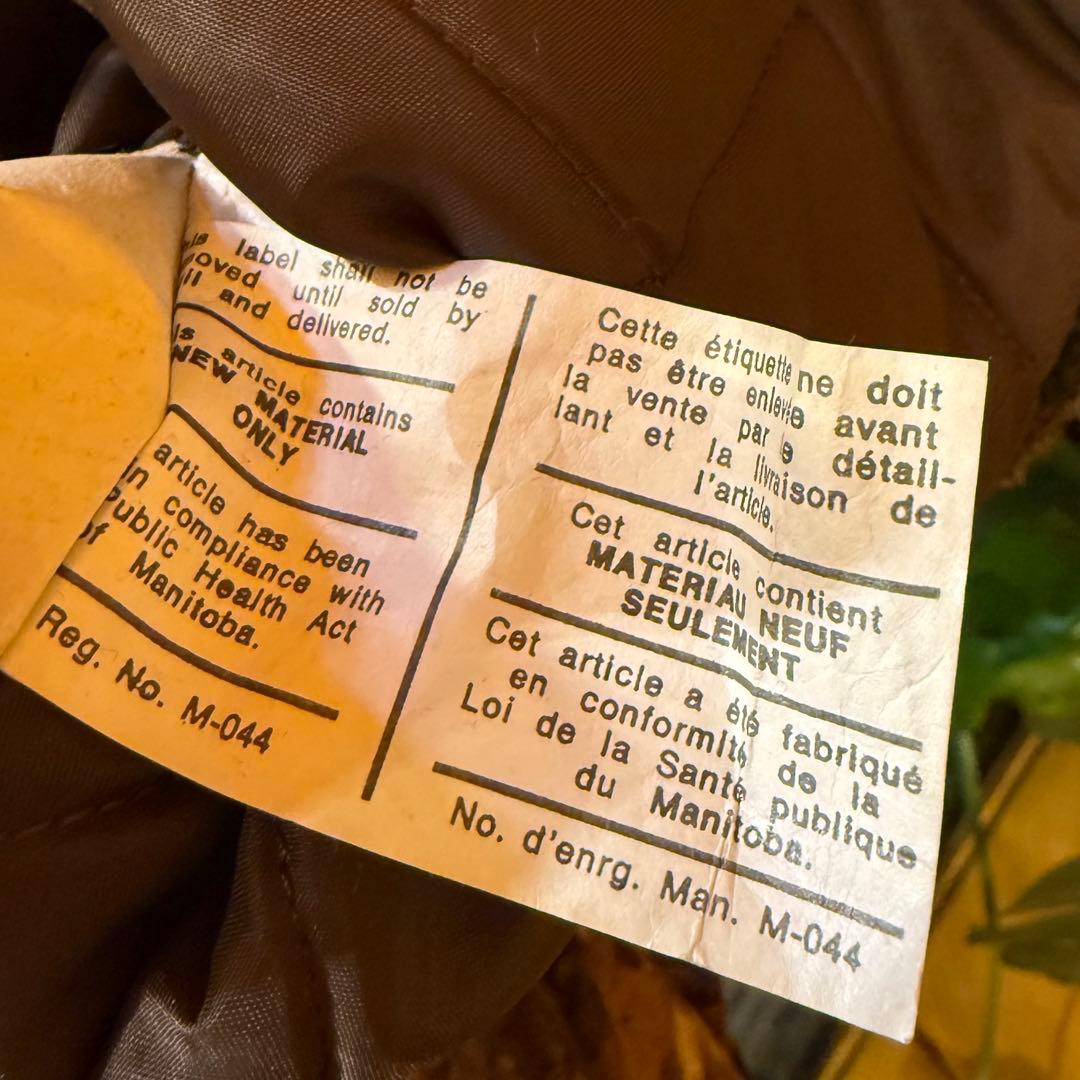 label shall not be
until sold by
and delivered.
article contains
NEW MATERIAL
ONLY
article has been
in compliance with
Public Health Act
of Manitoba.
Reg. No. M-044
Cette étiquette ne doit
pas être enlevée avant
la vente par le détail-
lant et la livraison de
l'article.
Cet article contient
MATERIAU NEUF
SEULEMENT
Cet article a été fabriqué
en conformité de la
Loi de la Santé publique
du Manitoba.
No. d'enrg. Man. M-044